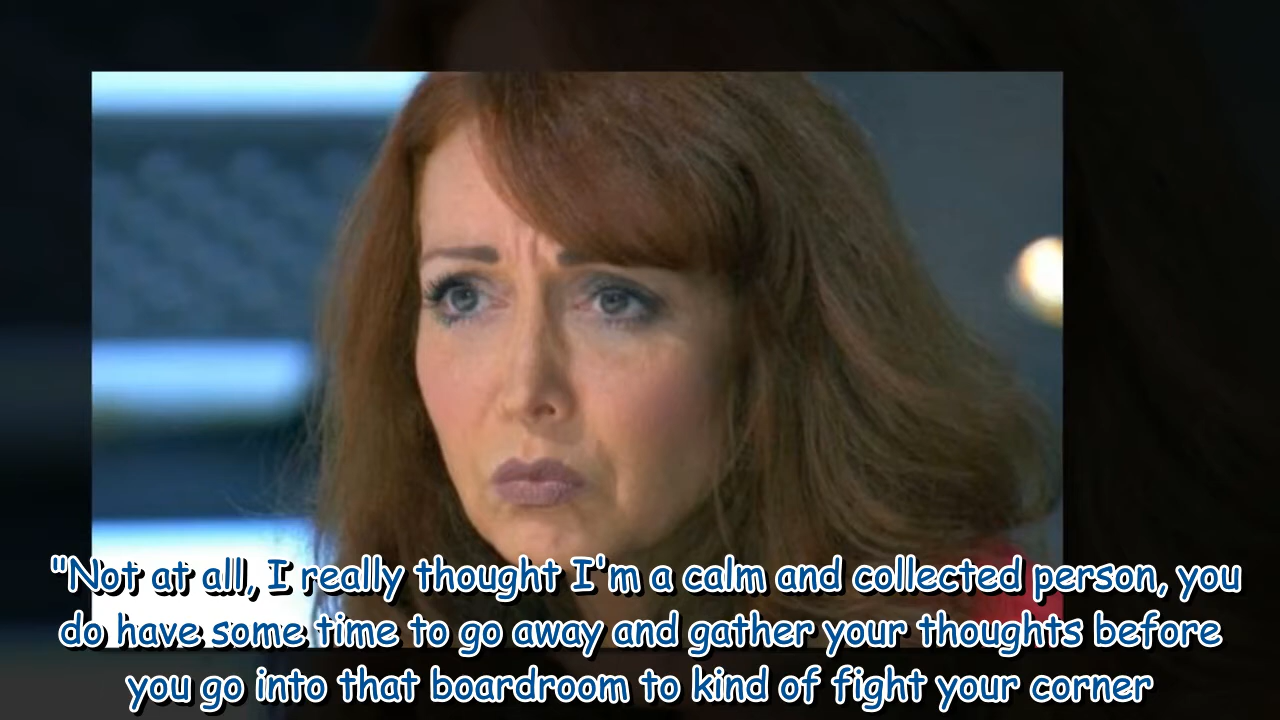 "Not at all, I really thought I'm a calm and collected person, you
do have some time to go away and gather your thoughts before
you go into that boardroom to kind of fight your corner